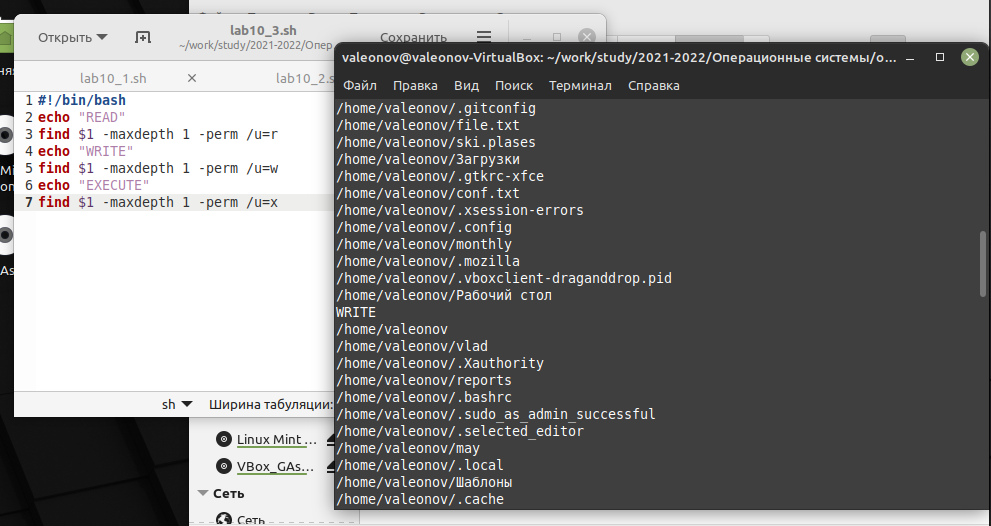 Открыть
lab10_3.sh
~/work/study/2021-2022/Опер
Сохранить
lab10_1.sh
lab10_2.s
1 #!/bin/bash
2 echo "READ"
3 find $1 -maxdepth 1 -perm /u=r
4 echo "WRITE"
5 find $1 -maxdepth 1 -perm /u=w
6 echo "EXECUTE"
7 find $1 -maxdepth 1 -perm /u=x
sh
Ширина табуляции:
Linux Mint ...
VBox_GAs...
Сеть
Сеть
valeonov@valeonov-VirtualBox: ~/work/study/2021-2022/Операционные системы/о...
Файл Правка Вид Поиск Терминал Справка
/home/valeonov/.gitconfig
/home/valeonov/file.txt
/home/valeonov/ski.plases
/home/valeonov/Загрузки
/home/valeonov/.gtkrc-xfce
/home/valeonov/conf.txt
/home/valeonov/.xsession-errors
/home/valeonov/.config
/home/valeonov/monthly
/home/valeonov/.mozilla
/home/valeonov/.vboxclient-draganddrop.pid
/home/valeonov/Рабочий стол
WRITE
/home/valeonov
/home/valeonov/vlad
/home/valeonov/.Xauthority
/home/valeonov/reports
/home/valeonov/.bashrc
/home/valeonov/.sudo_as_admin_successful
/home/valeonov/.selected_editor
/home/valeonov/may
/home/valeonov/.local
/home/valeonov/Шаблоны
/home/valeonov/.cache